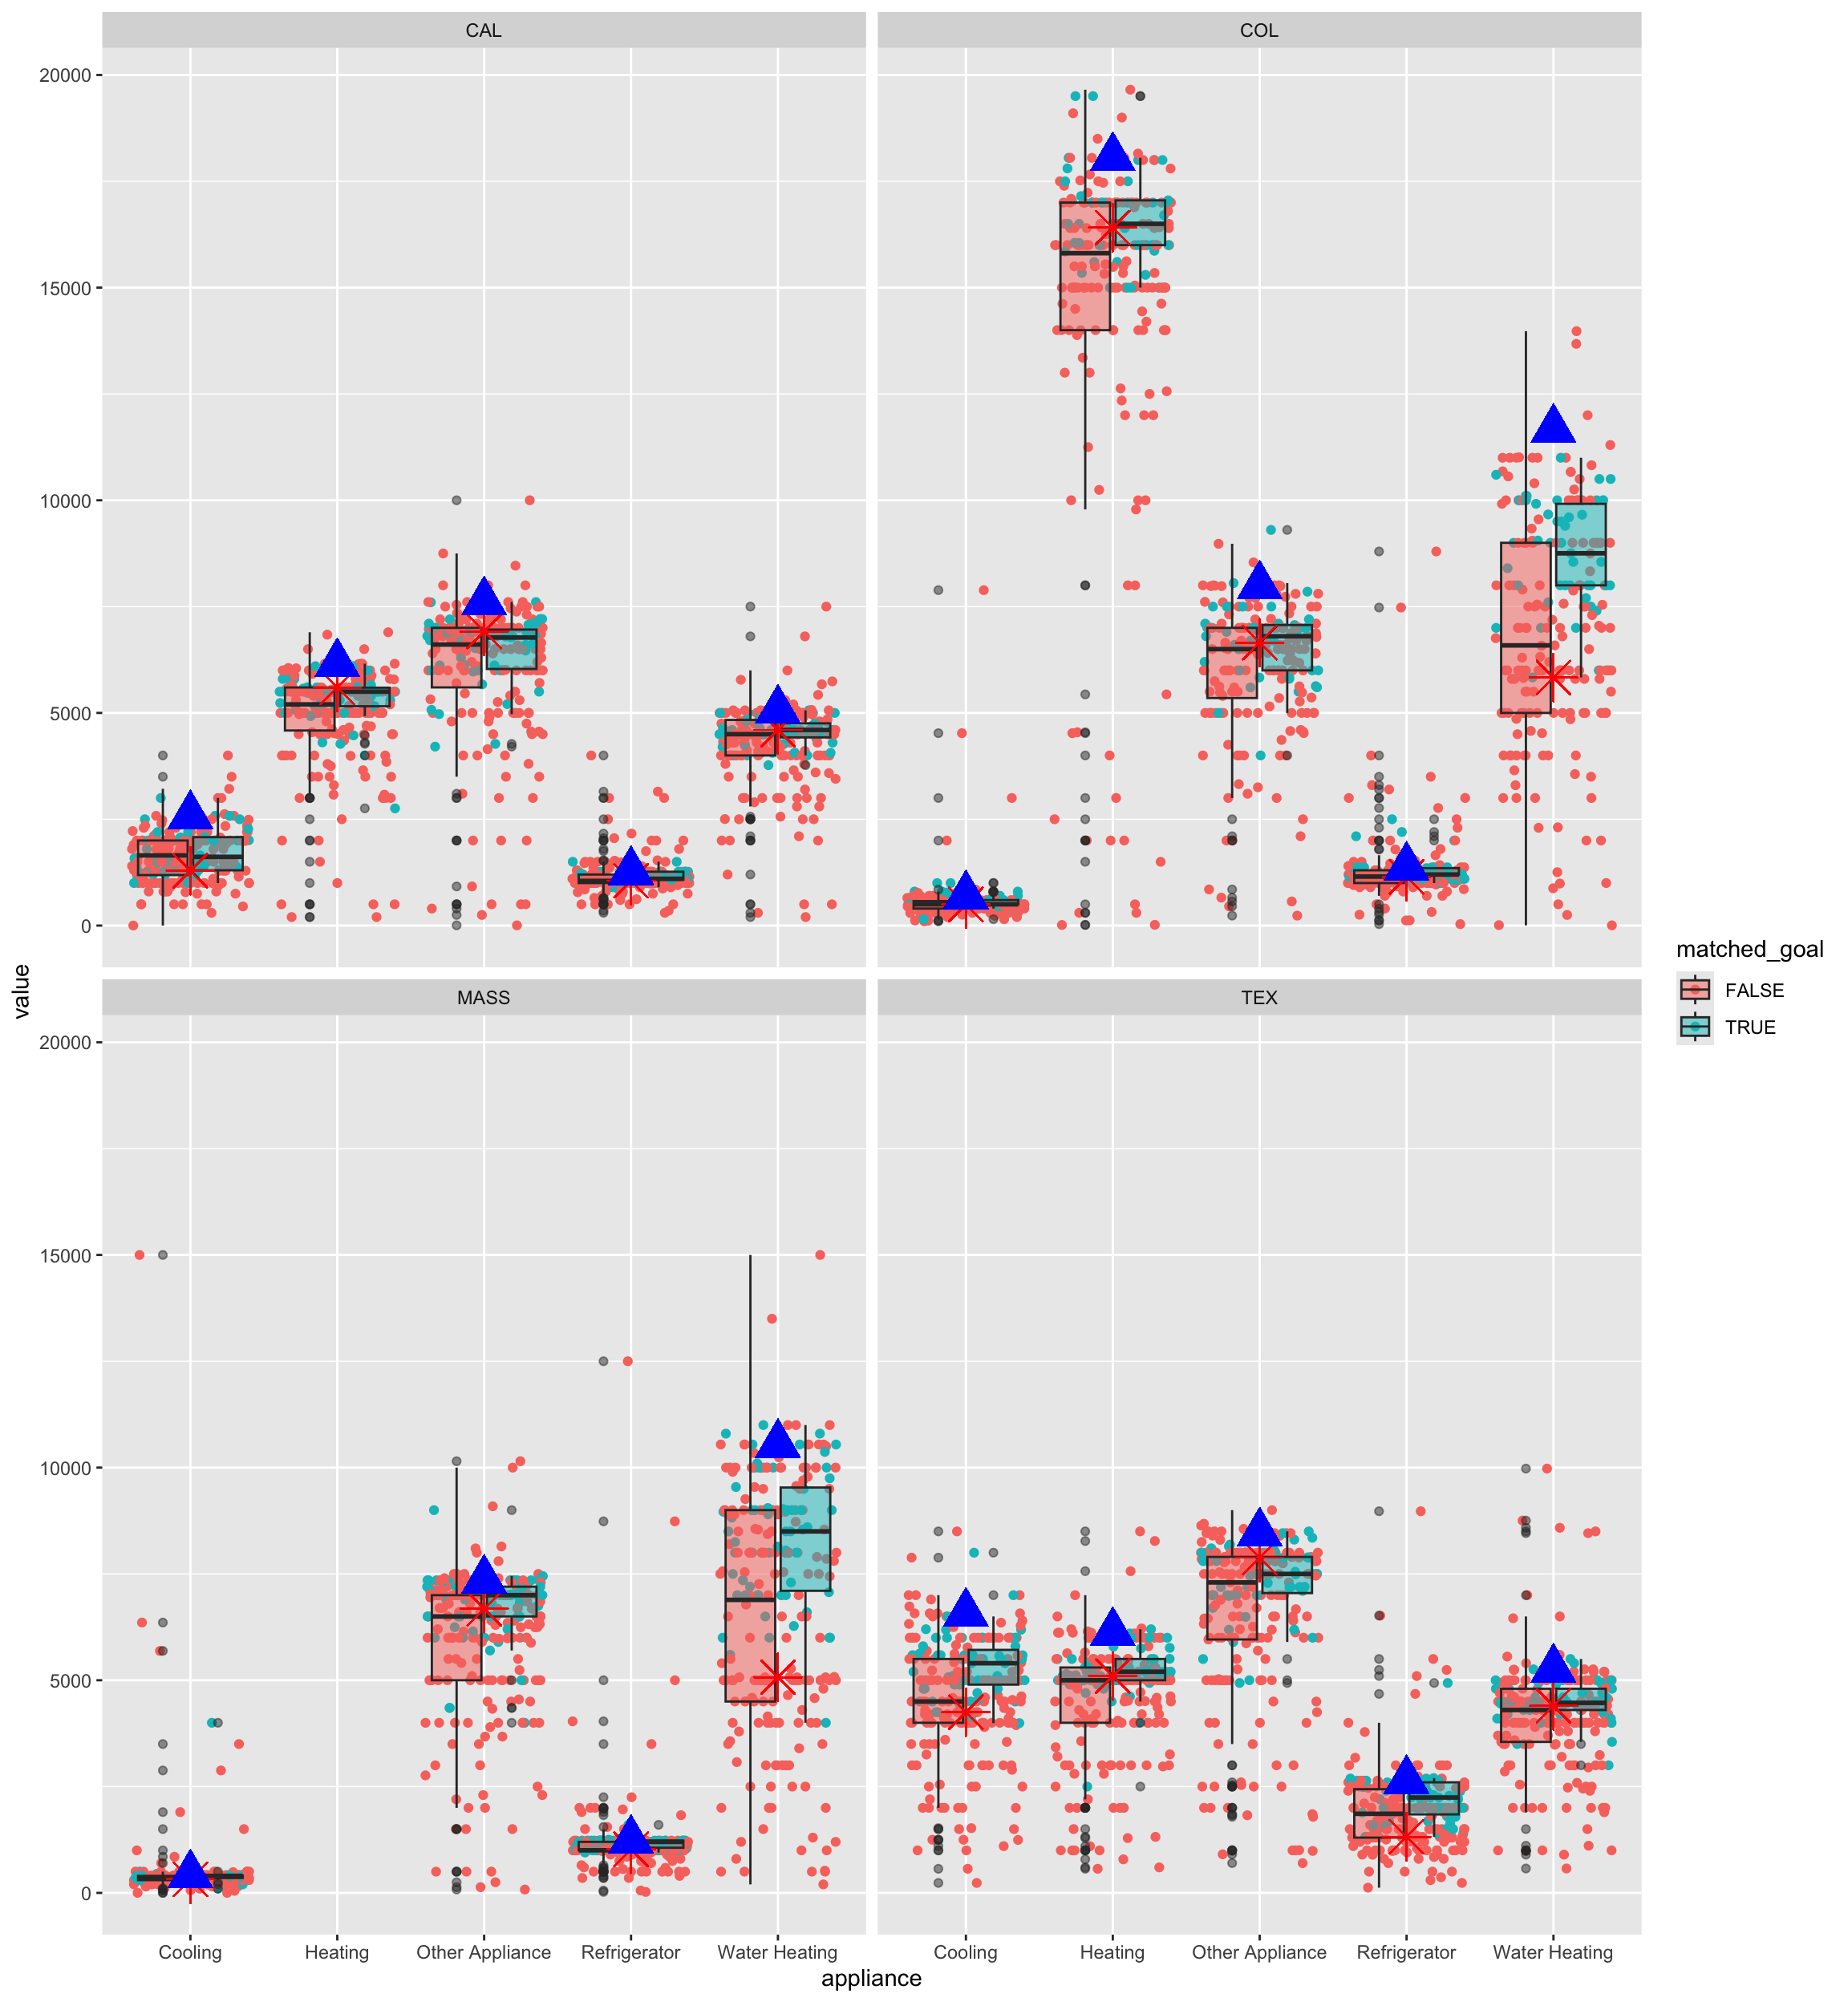 CAL
COL
20000
15000
10000
5000
0
MASS
TEX
20000
15000
10000
5000
0
value
Cooling
Heating
Other Appliance
Refrigerator
Water Heating
Cooling
Heating
Other Appliance
Refrigerator
Water Heating
appliance
matched_goal
FALSE
TRUE